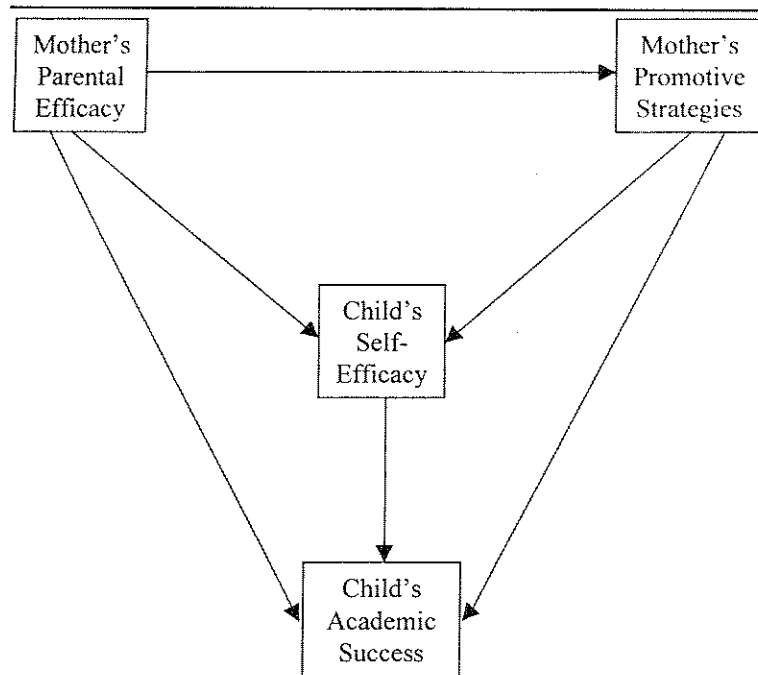 Mother's
Parental
Efficacy
Mother's
Promotive
Strategies
Child's
Self-
Efficacy
Child's
Academic
Success